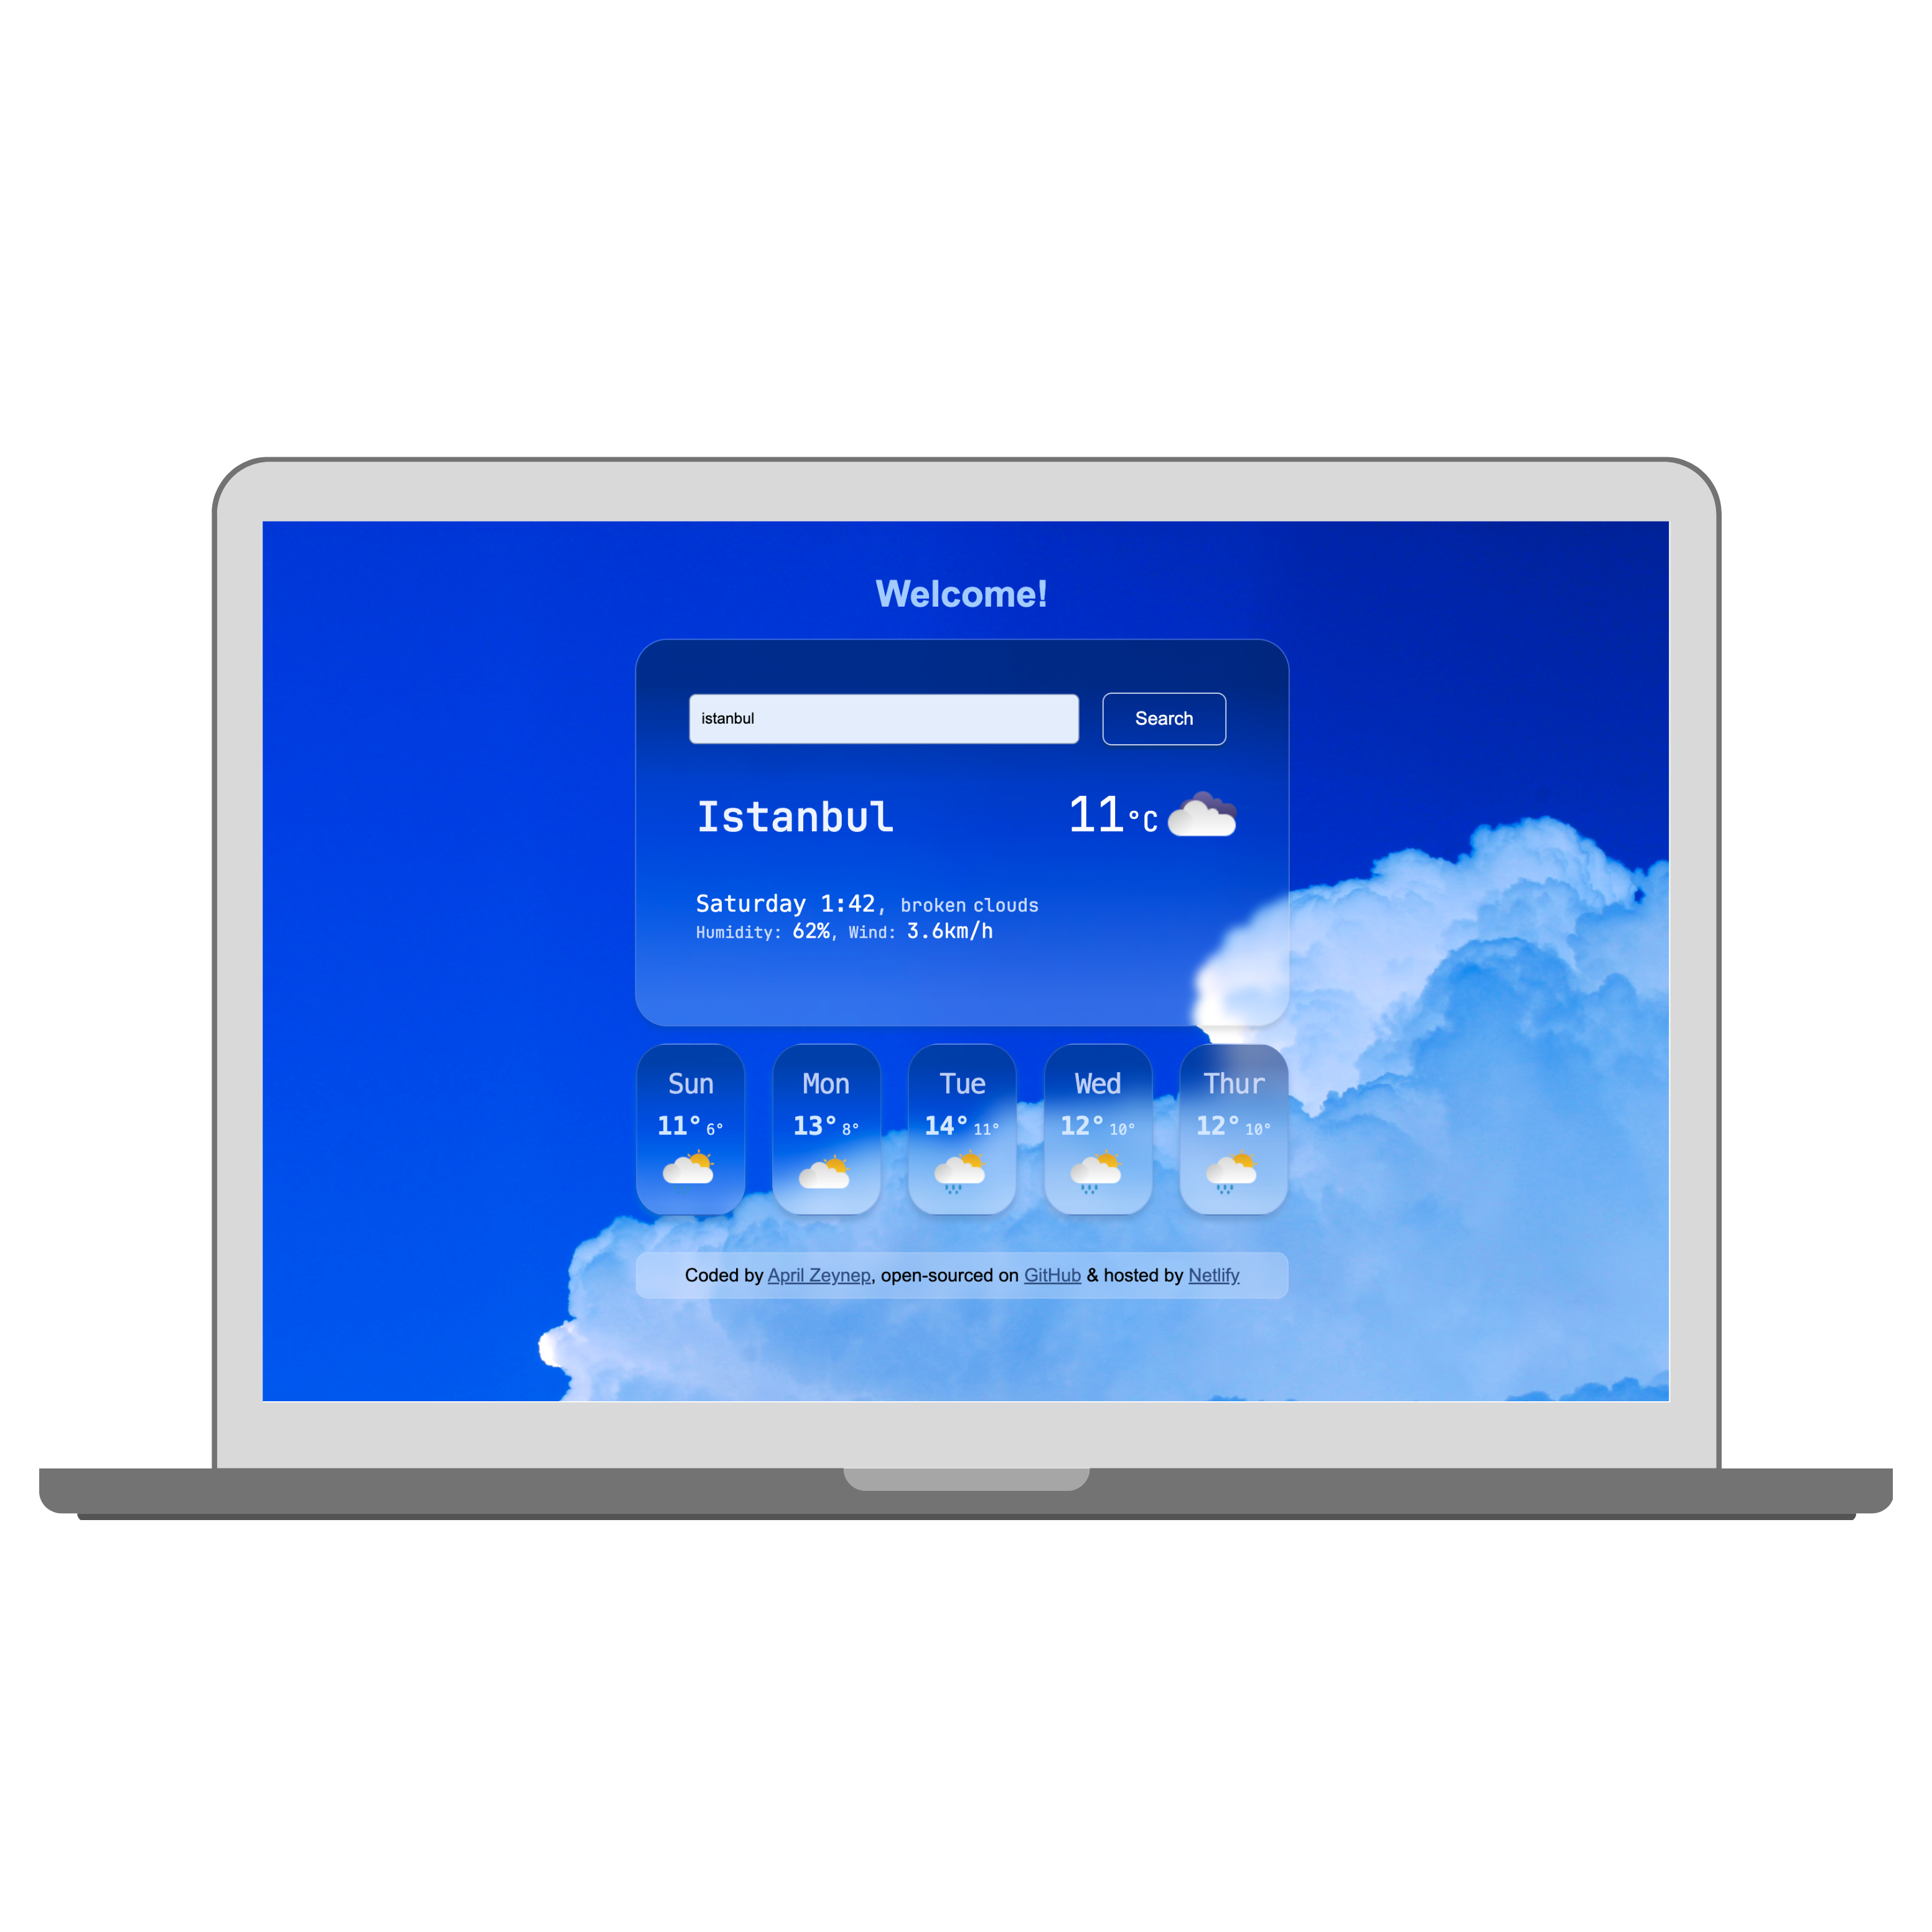 Welcome!
istanbul
Search
Istanbul
11°C
Saturday 1:42, broken clouds
Humidity: 62%, Wind: 3.6km/h
Sun Mon Tue Wed Thur
11° 6° 13° 8° 14° 11° 12° 10° 12° 10°
Coded by April Zeynep, open-sourced on GitHub & hosted by Netlify